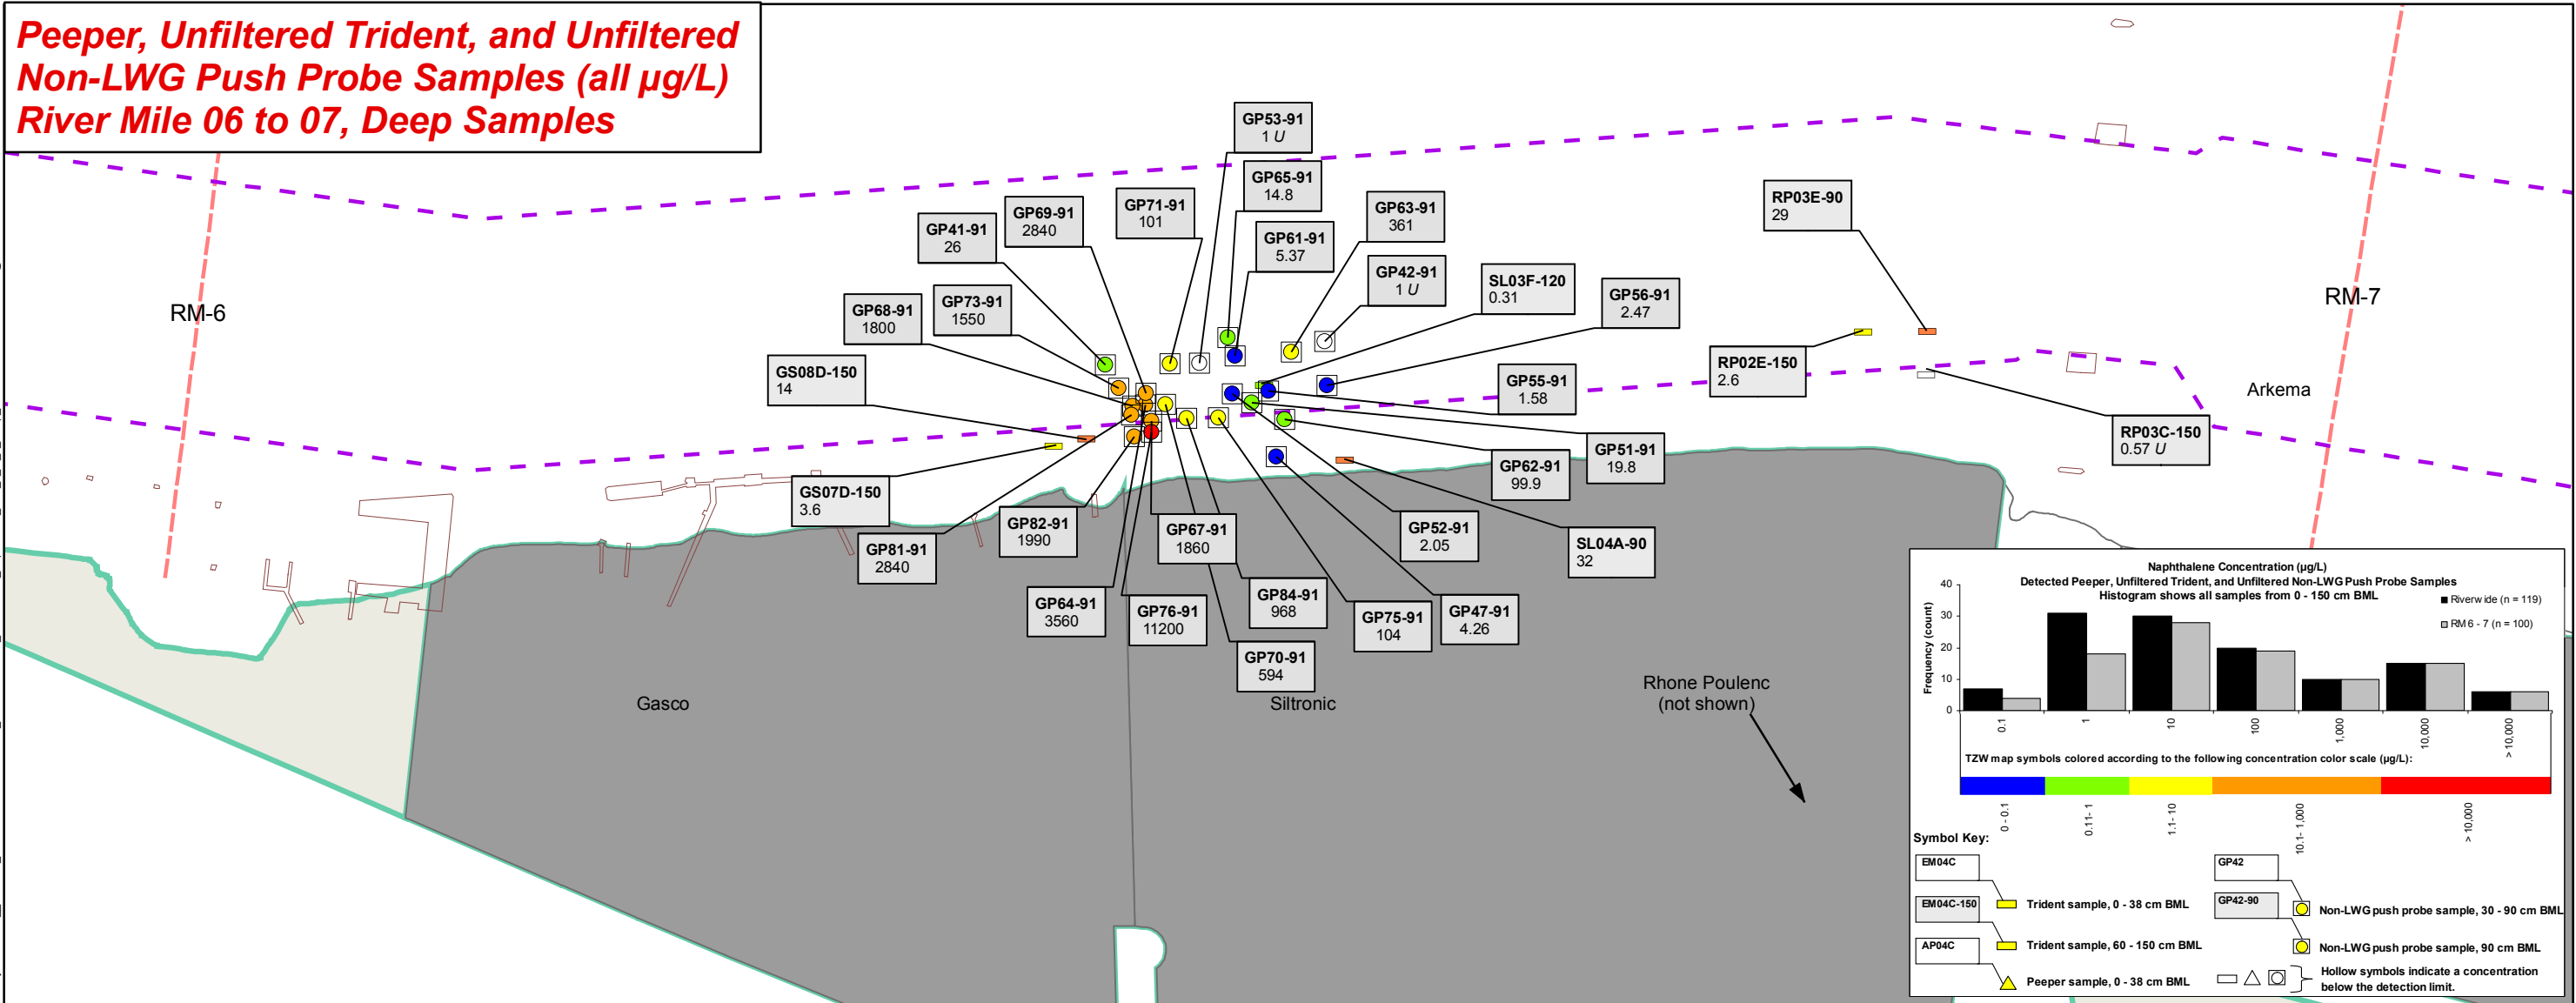 Peeper, Unfiltered Trident, and Unfiltered
Non-LWG Push Probe Samples (all µg/L)
River Mile 06 to 07, Deep Samples
GP53-91
1 U
GP65-91
14.8
GP71-91
101
GP69-91
2840
GP41-91
26
GP61-91
5.37
GP63-91
361
GP42-91
1 U
RP03E-90
29
SL03F-120
0.31
GP56-91
2.47
GP68-91
1800
GP73-91
1550
RM-6
RM-7
GS08D-150
14
RP02E-150
2.6
GP55-91
1.58
Arkema
RP03C-150
0.57 U
GP51-91
19.8
GP62-91
99.9
GS07D-150
3.6
GP82-91
1990
GP67-91
1860
GP52-91
2.05
SL04A-90
32
GP81-91
2840
GP64-91
3560
GP76-91
11200
GP84-91
968
GP75-91
104
GP47-91
4.26
GP70-91
594
Gasco
Siltronic
Rhone Poulenc
(not shown)
Naphthalene Concentration (µg/L)
Detected Peeper, Unfiltered Trident, and Unfiltered Non-LWG Push Probe Samples
Histogram shows all samples from 0 - 150 cm BML
Riverwide (n = 119)
RM 6 - 7 (n = 100)
Frequency (count)
40
30
20
10
0
0.1
1
10
100
1,000
10,000
> 10,000
TZW map symbols colored according to the following concentration color scale (µg/L):
0 - 0.1
0.11- 1
1.1- 10
10.1- 1,000
> 10,000
Symbol Key:
EM04C
Trident sample, 0 - 38 cm BML
EM04C-150
Trident sample, 60 - 150 cm BML
AP04C
Peeper sample, 0 - 38 cm BML
GP42
Non-LWG push probe sample, 30 - 90 cm BML
GP42-90
Non-LWG push probe sample, 90 cm BML
Hollow symbols indicate a concentration
below the detection limit.